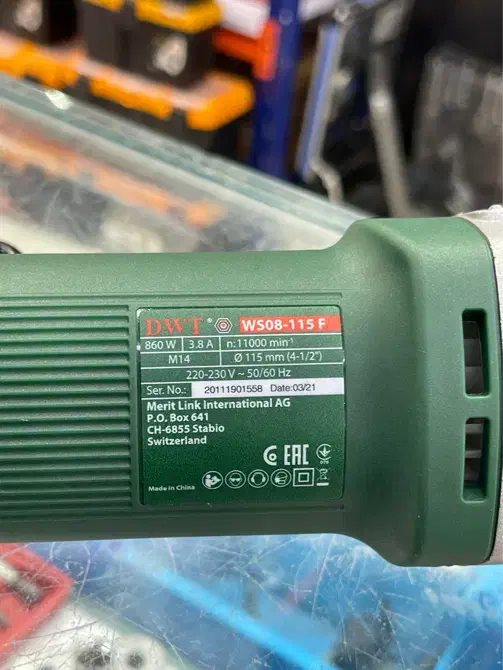 DWT® WS08-115 F
860 W 3.8 A n:11000 min⁻¹
M14 Ø 115 mm (4-1/2")
220-230 V ~ 50/60 Hz
Ser. No.: 20111901558 Date:03/21
Merit Link international AG
P.O. Box 641
CH-6855 Stabio
Switzerland
EAC
Made in China